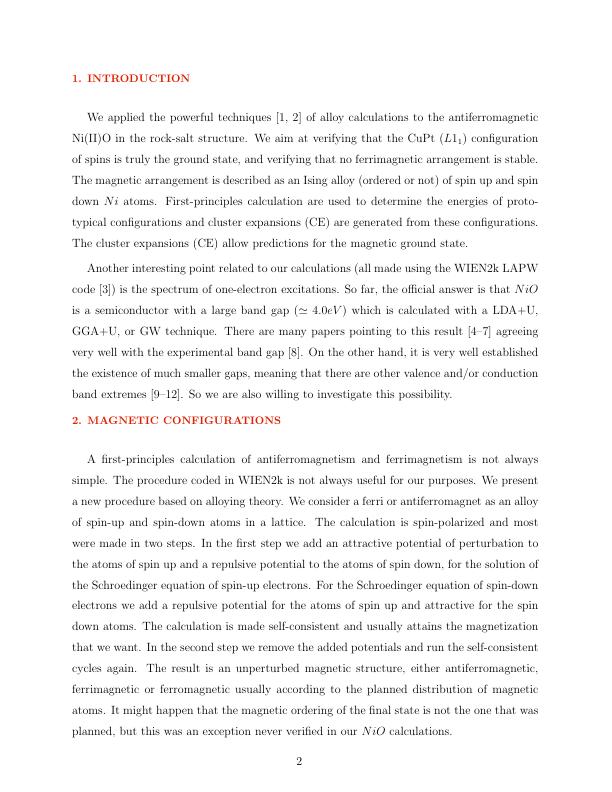 1. INTRODUCTION
We applied the powerful techniques [1, 2] of alloy calculations to the antiferromagnetic
Ni(II)O in the rock-salt structure. We aim at verifying that the CuPt (L1₁) configuration
of spins is truly the ground state, and verifying that no ferrimagnetic arrangement is stable.
The magnetic arrangement is described as an Ising alloy (ordered or not) of spin up and spin
down Ni atoms. First-principles calculation are used to determine the energies of proto-
typical configurations and cluster expansions (CE) are generated from these configurations.
The cluster expansions (CE) allow predictions for the magnetic ground state.
Another interesting point related to our calculations (all made using the WIEN2k LAPW
code [3]) is the spectrum of one-electron excitations. So far, the official answer is that NiO
is a semiconductor with a large band gap (≃ 4.0eV) which is calculated with a LDA+U,
GGA+U, or GW technique. There are many papers pointing to this result [4–7] agreeing
very well with the experimental band gap [8]. On the other hand, it is very well established
the existence of much smaller gaps, meaning that there are other valence and/or conduction
band extremes [9–12]. So we are also willing to investigate this possibility.
2. MAGNETIC CONFIGURATIONS
A first-principles calculation of antiferromagnetism and ferrimagnetism is not always
simple. The procedure coded in WIEN2k is not always useful for our purposes. We present
a new procedure based on alloying theory. We consider a ferri or antiferromagnet as an alloy
of spin-up and spin-down atoms in a lattice. The calculation is spin-polarized and most
were made in two steps. In the first step we add an attractive potential of perturbation to
the atoms of spin up and a repulsive potential to the atoms of spin down, for the solution of
the Schroedinger equation of spin-up electrons. For the Schroedinger equation of spin-down
electrons we add a repulsive potential for the atoms of spin up and attractive for the spin
down atoms. The calculation is made self-consistent and usually attains the magnetization
that we want. In the second step we remove the added potentials and run the self-consistent
cycles again. The result is an unperturbed magnetic structure, either antiferromagnetic,
ferrimagnetic or ferromagnetic usually according to the planned distribution of magnetic
atoms. It might happen that the magnetic ordering of the final state is not the one that was
planned, but this was an exception never verified in our NiO calculations.
2